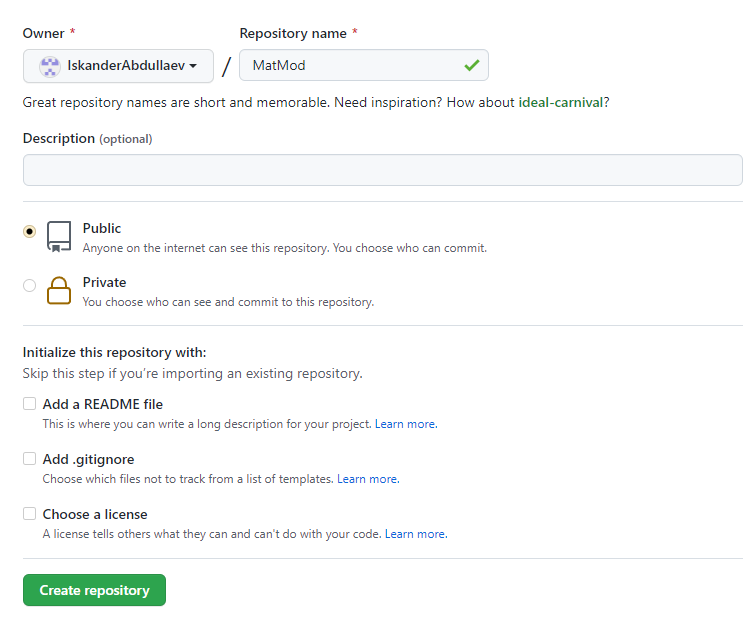 Owner *
Repository name *
IskanderAbdullaev / MatMod
Great repository names are short and memorable. Need inspiration? How about ideal-carnival?
Description (optional)
Public
Anyone on the internet can see this repository. You choose who can commit.
Private
You choose who can see and commit to this repository.
Initialize this repository with:
Skip this step if you're importing an existing repository.
Add a README file
This is where you can write a long description for your project. Learn more.
Add .gitignore
Choose which files not to track from a list of templates. Learn more.
Choose a license
A license tells others what they can and can't do with your code. Learn more.
Create repository